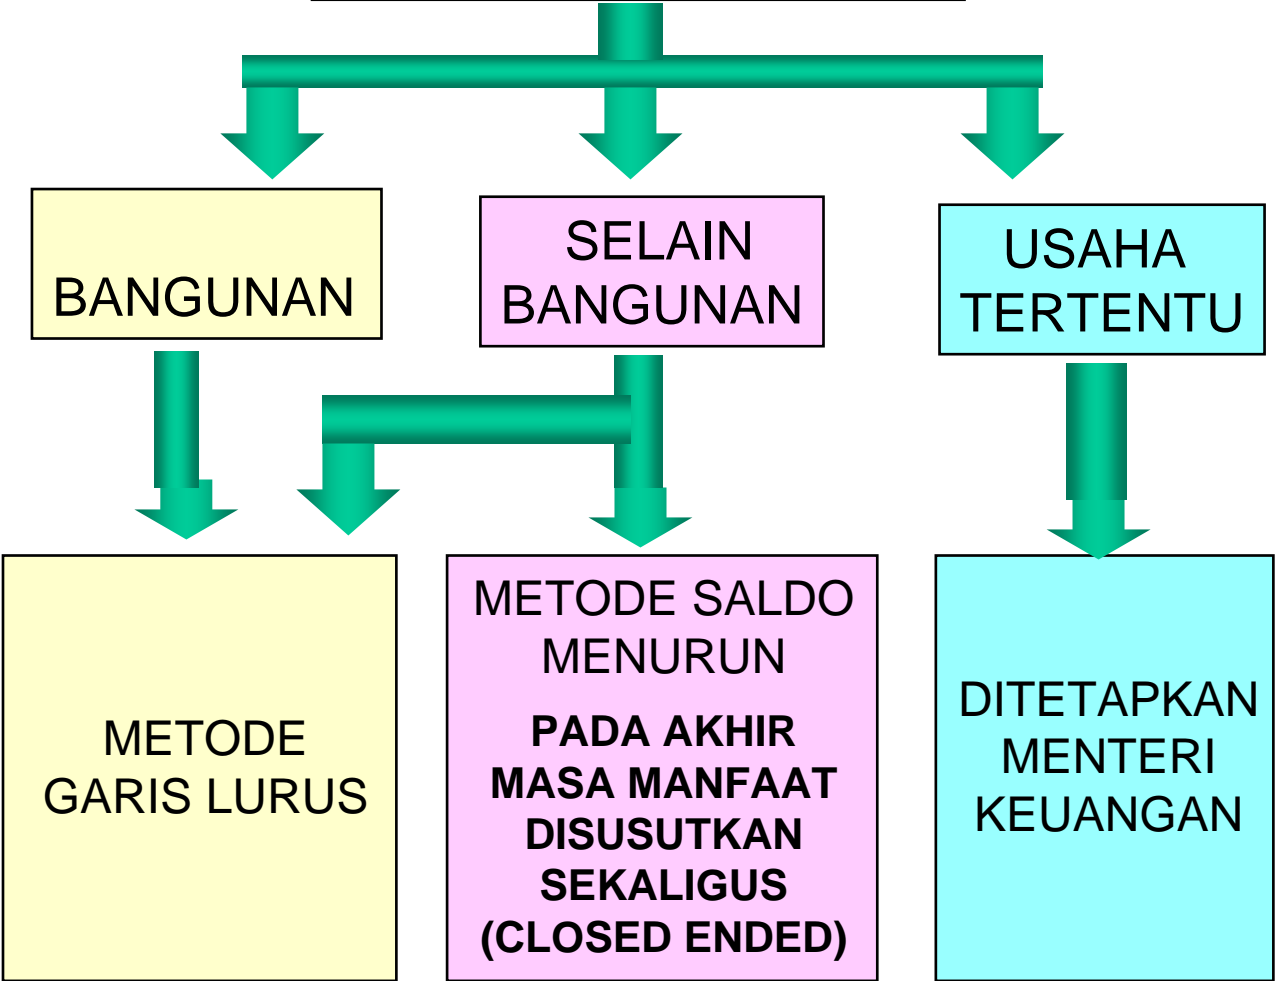 BANGUNAN
SELAIN
BANGUNAN
USAHA
TERTENTU
METODE
GARIS LURUS
METODE SALDO
MENURUN
PADA AKHIR
MASA MANFAAT
DISUSUTKAN
SEKALIGUS
(CLOSED ENDED)
DITETAPKAN
MENTERI
KEUANGAN